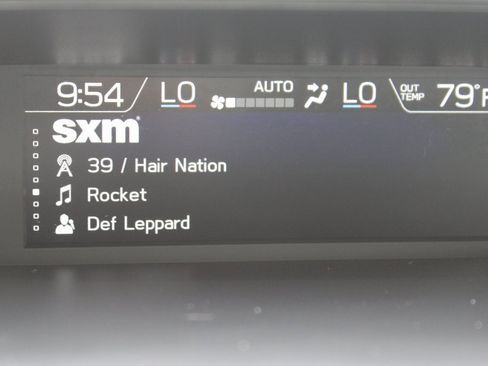 9:54 LO AUTO LO OUT TEMP 79°F
sxm
39 / Hair Nation
Rocket
Def Leppard